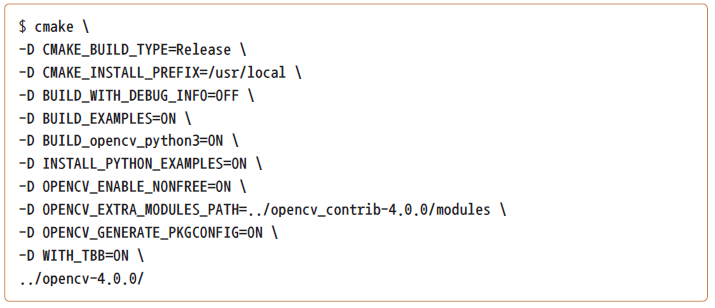 $ cmake \
-D CMAKE_BUILD_TYPE=Release \
-D CMAKE_INSTALL_PREFIX=/usr/local \
-D BUILD_WITH_DEBUG_INFO=OFF \
-D BUILD_EXAMPLES=ON \
-D BUILD_opencv_python3=ON \
-D INSTALL_PYTHON_EXAMPLES=ON \
-D OPENCV_ENABLE_NONFREE=ON \
-D OPENCV_EXTRA_MODULES_PATH=../opencv_contrib-4.0.0/modules \
-D OPENCV_GENERATE_PKGCONFIG=ON \
-D WITH_TBB=ON \
../opencv-4.0.0/